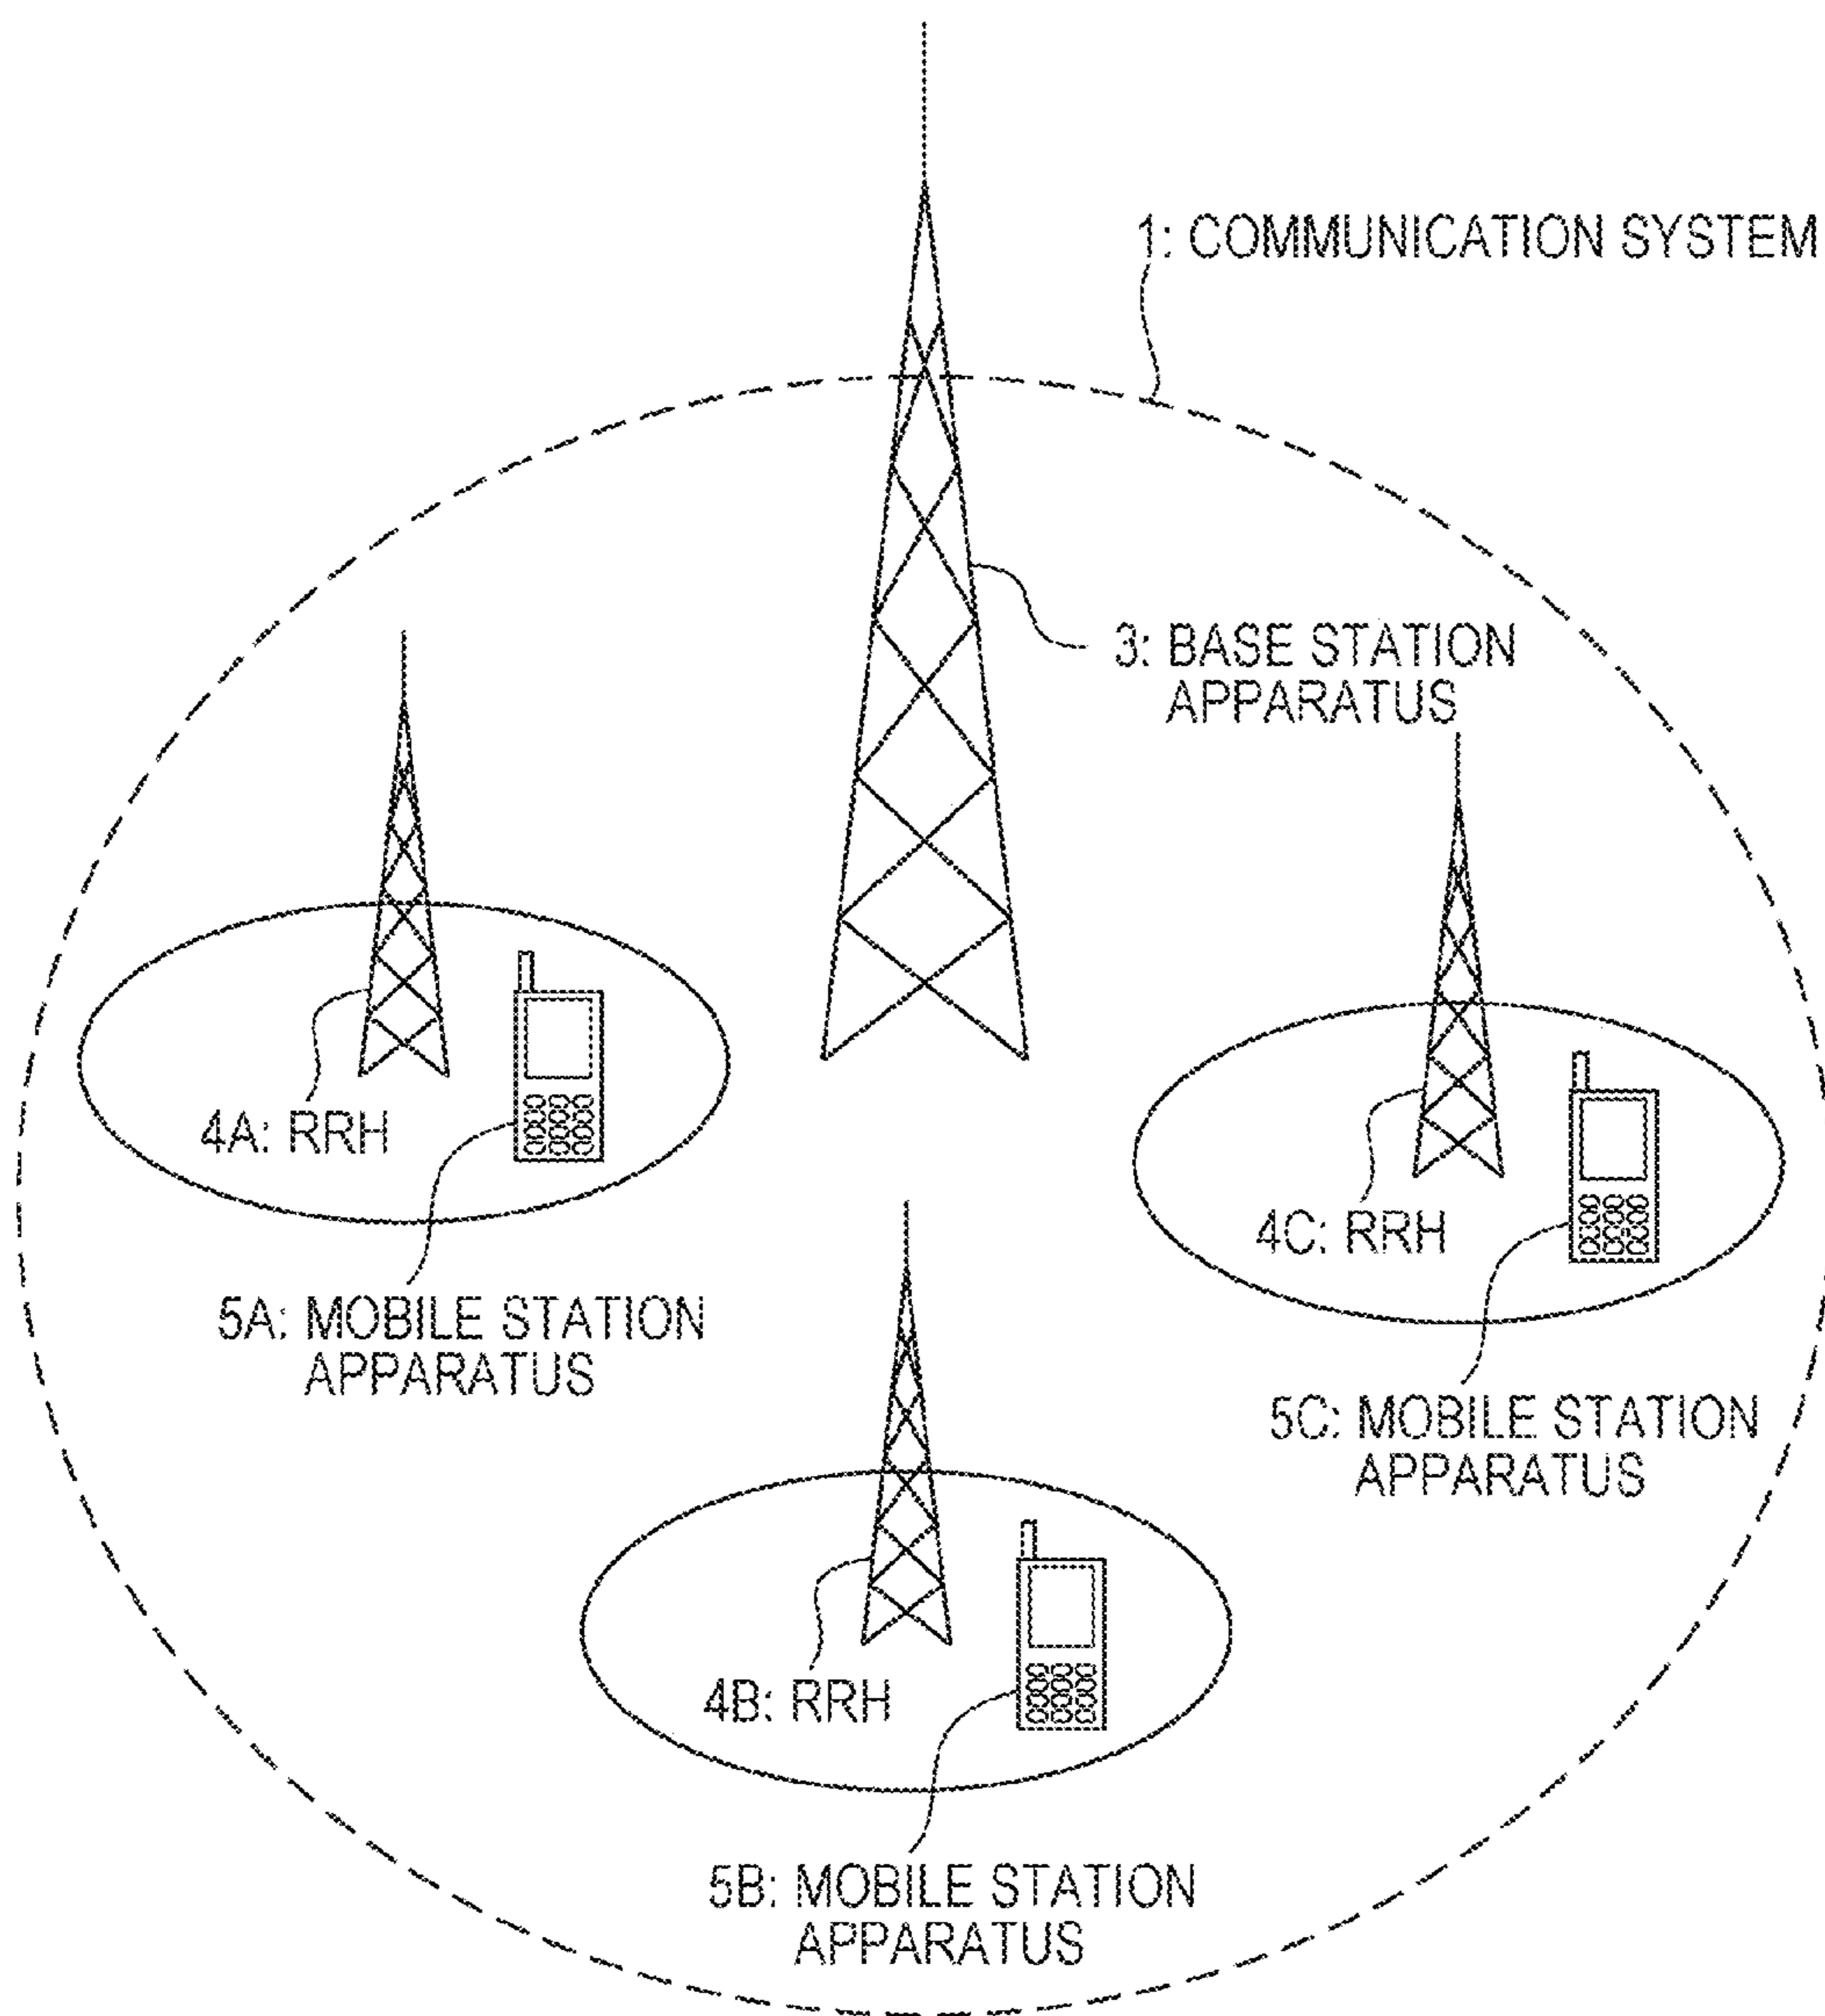 1: COMMUNICATION SYSTEM
3: BASE STATION
APPARATUS
4A: RRH
4C: RRH
5A: MOBILE STATION
APPARATUS
5C: MOBILE STATION
APPARATUS
4B: RRH
5B: MOBILE STATION
APPARATUS